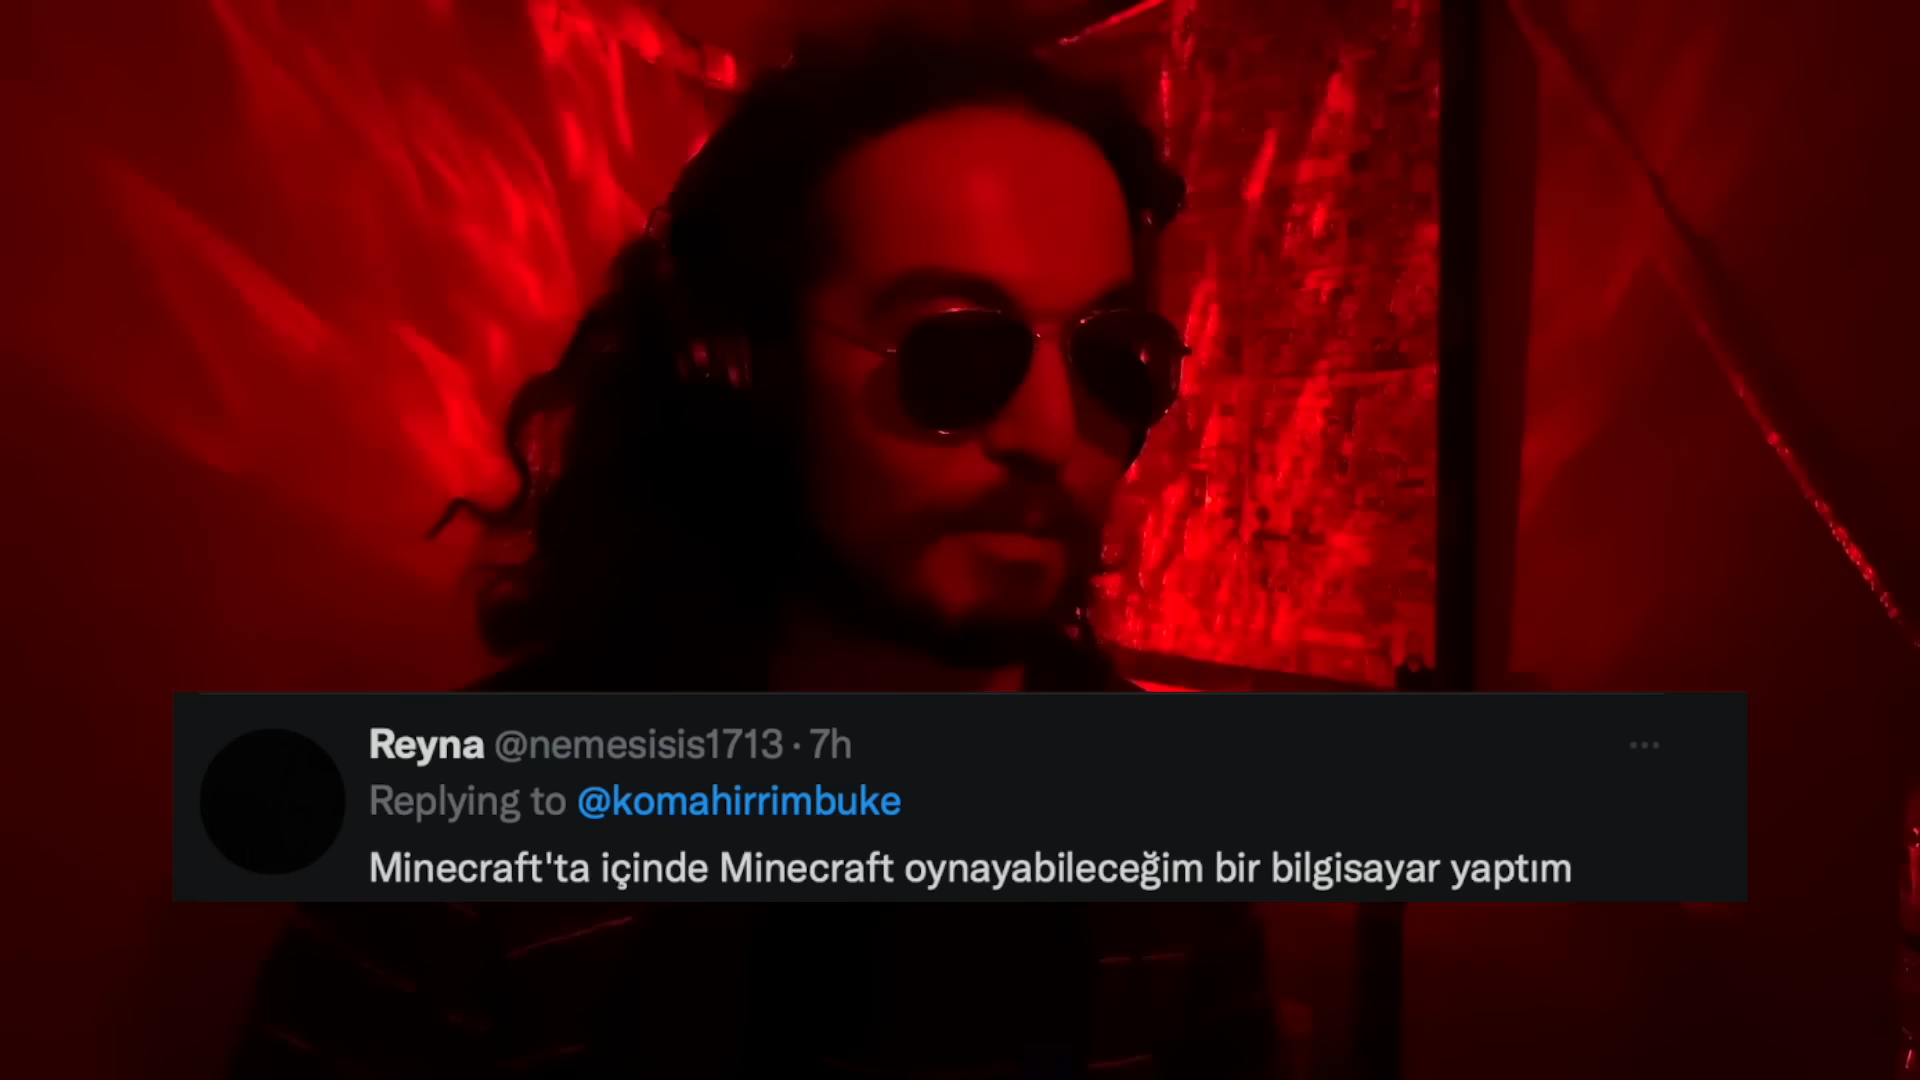 Reyna @nemesisis1713 · 7h
Replying to @komahirrimbuke
Minecraft'ta içinde Minecraft oynayabileceğim bir bilgisayar yaptım